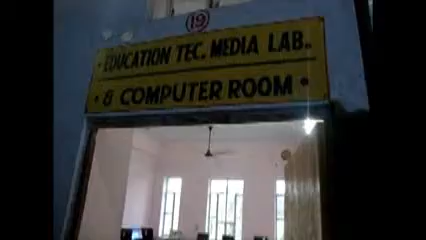 19
EDUCATION TEC. MEDIA LAB.
& COMPUTER ROOM